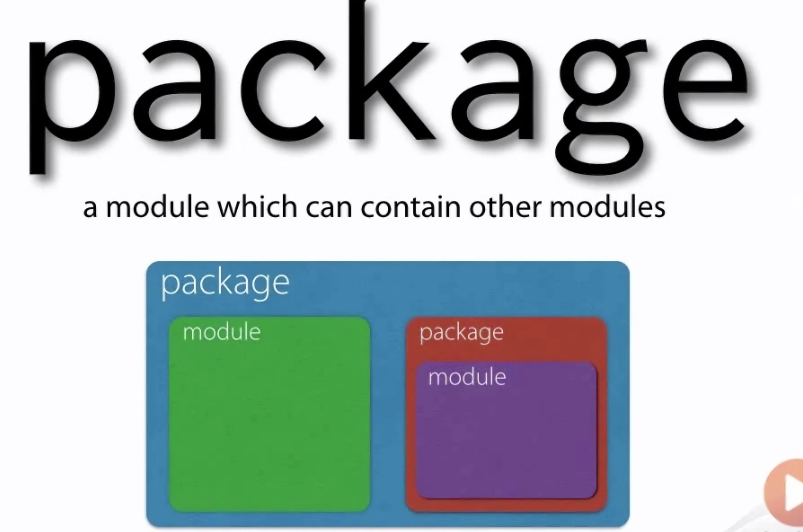 package
a module which can contain other modules
package
module
package
module